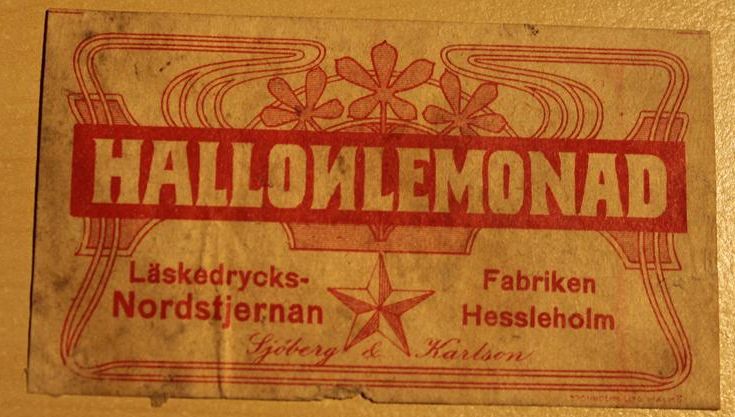 HALLONLEMONAD
Läskedrycks-
Nordstjernan
Fabriken
Hessleholm
Sjöberg & Karlson